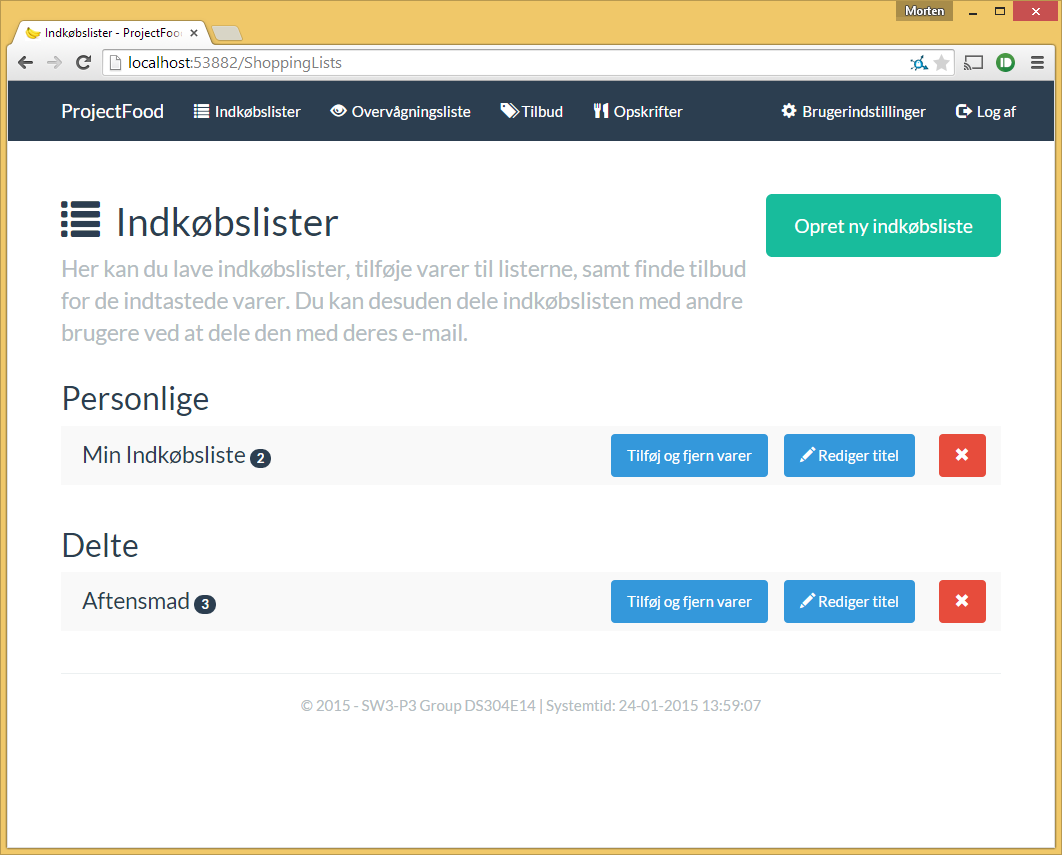 Morten
Indkøbslister - ProjectFoo
localhost:53882/ShoppingLists
ProjectFood Indkøbslister Overvågningsliste Tilbud Opskrifter Brugerindstillinger Log af
Indkøbslister
Opret ny indkøbsliste
Her kan du lave indkøbslister, tilføje varer til listerne, samt finde tilbud
for de indtastede varer. Du kan desuden dele indkøbslisten med andre
brugere ved at dele den med deres e-mail.
Personlige
Min Indkøbsliste 2 Tilføj og fjern varer Rediger titel
Delte
Aftensmad 3 Tilføj og fjern varer Rediger titel
© 2015 - SW3-P3 Group DS304E14 | Systemtid: 24-01-2015 13:59:07